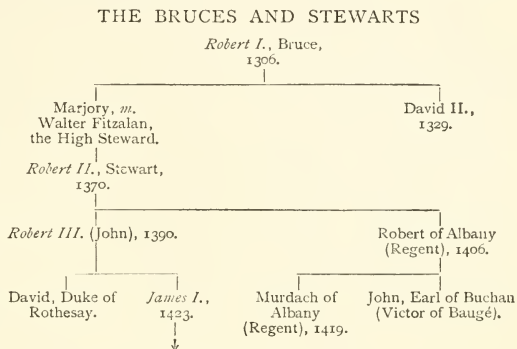 THE BRUCES AND STEWARTS
Robert I., Bruce,
1306.
Marjory, m.
Walter Fitzalan,
the High Steward.
David II.,
1329.
Robert II., Stewart,
1370.
Robert III. (John), 1390.
Robert of Albany
(Regent), 1406.
David, Duke of
Rothesay.
James I.,
1423.
Murdach of
Albany
(Regent), 1419.
John, Earl of Buchan
(Victor of Baugé).